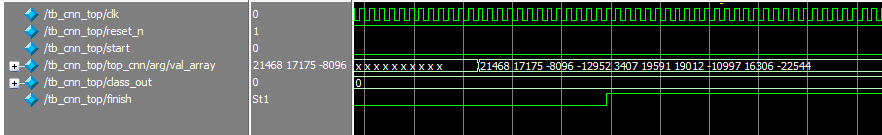 /tb_cnn_top/clk 0
/tb_cnn_top/reset_n 1
/tb_cnn_top/start 0
/tb_cnn_top/top_cnn/arg/val_array 21468 17175 -8096 x x x x x x x x x x 21468 17175 -8096 -12952 3407 19591 19012 -10997 16306 -22544
/tb_cnn_top/class_out 0 0
/tb_cnn_top/finish St1